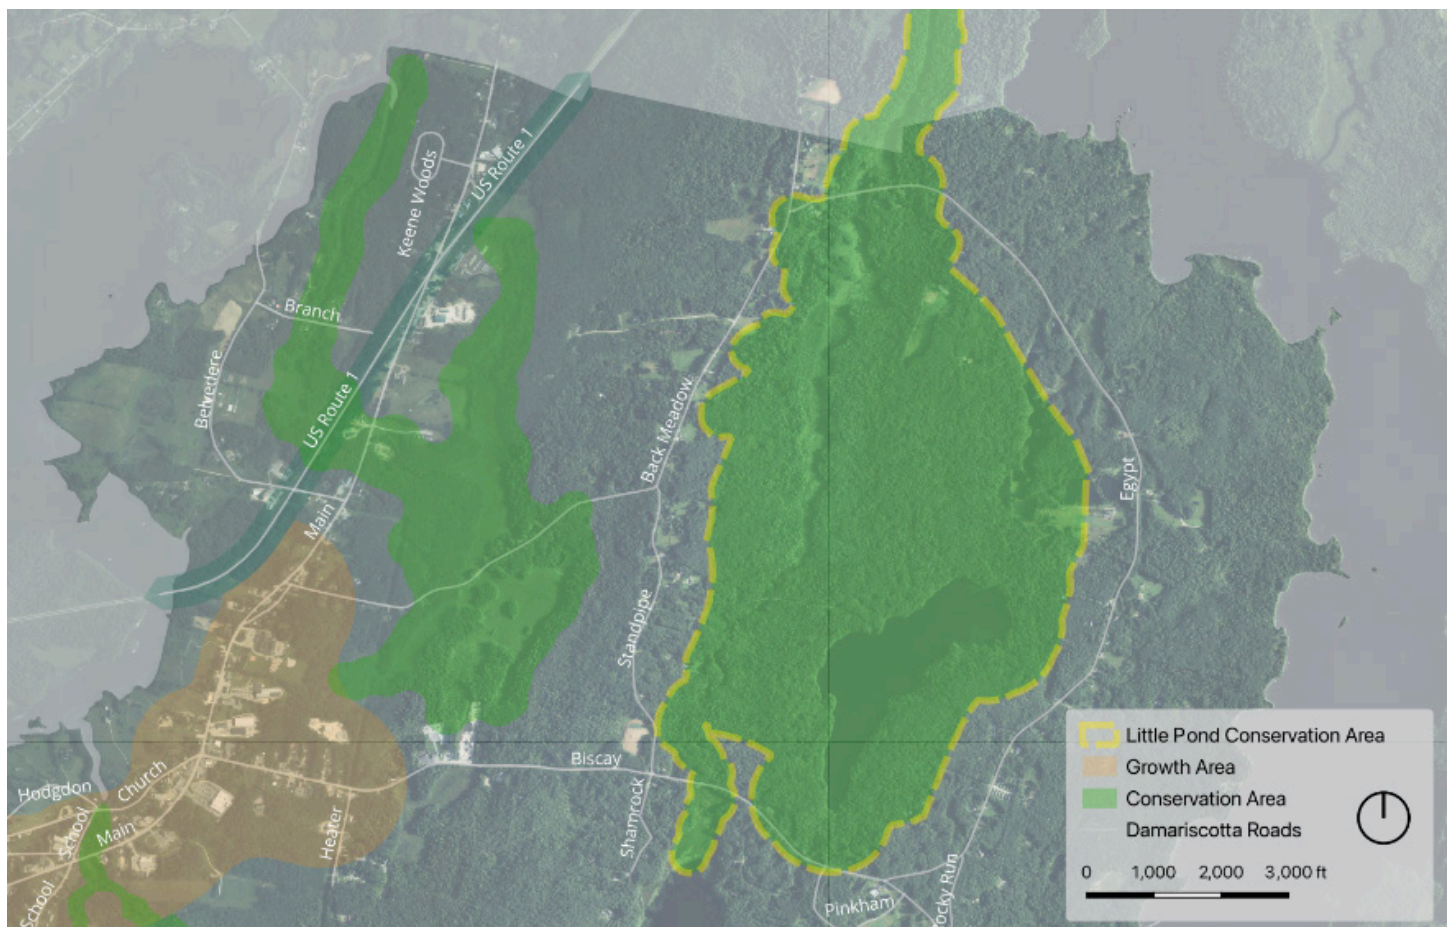 US Route 1
Keene Woods
Branch
Belvedere
US Route 1
Back Meadow
Egypt
Main
Standpipe
Biscay
Hodgdon
Church
School
Main
Heater
Shamrock
School
Pinkham
ocky Run
Little Pond Conservation Area
Growth Area
Conservation Area
Damariscotta Roads
0 1,000 2,000 3,000 ft